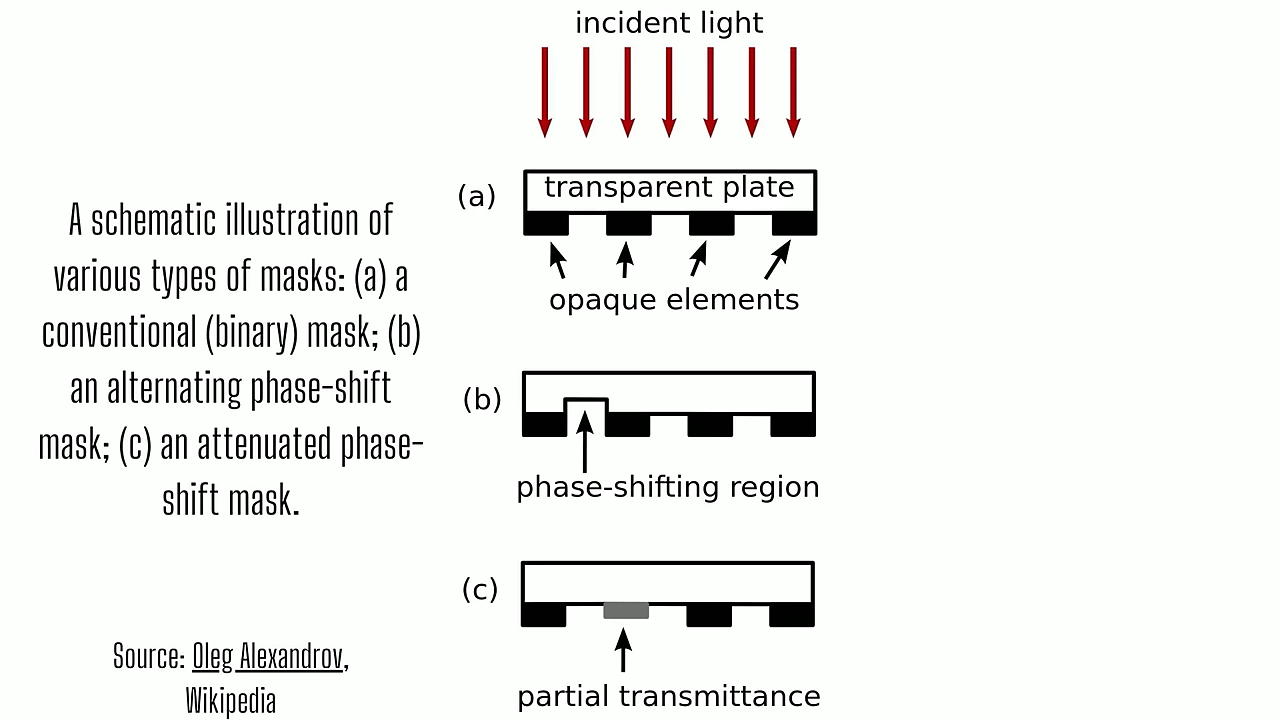 incident light
(a)
transparent plate
opaque elements
A schematic illustration of
various types of masks: (a) a
conventional (binary) mask; (b)
an alternating phase-shift
mask; (c) an attenuated phase-
shift mask.
(b)
phase-shifting region
(c)
partial transmittance
Source: Oleg Alexandrov,
Wikipedia